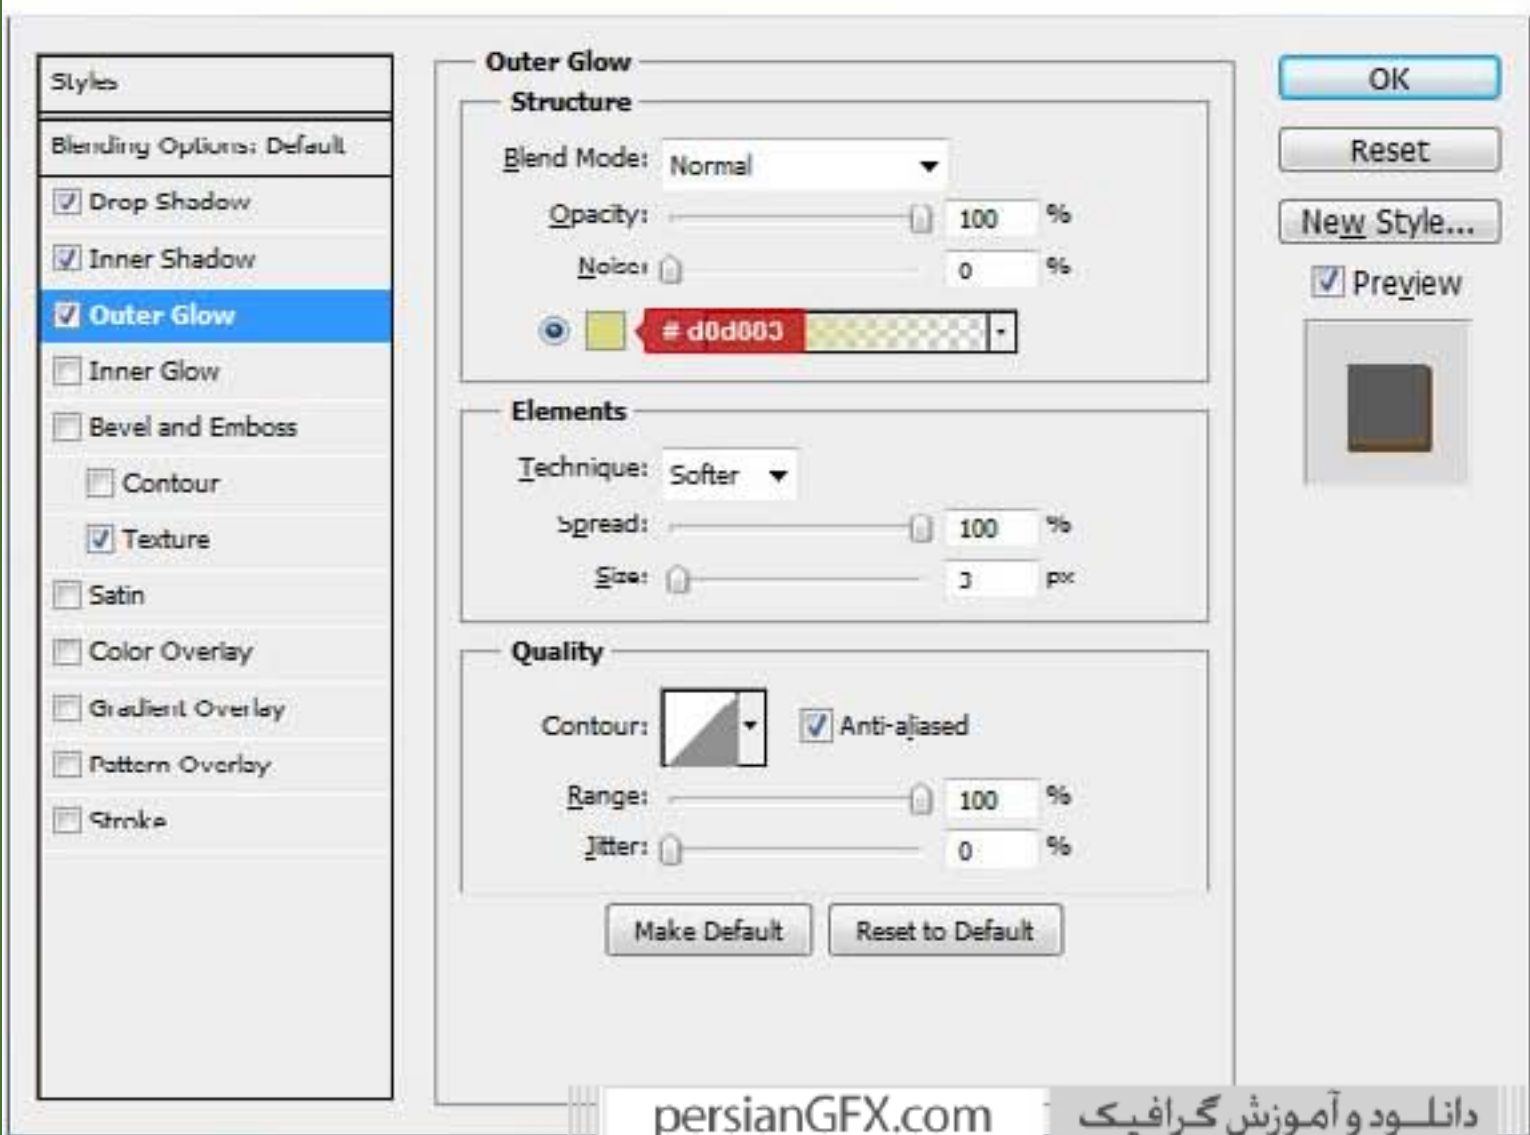 Styles
Blending Options: Default
Drop Shadow
Inner Shadow
Outer Glow
Inner Glow
Bevel and Emboss
Contour
Texture
Satin
Color Overlay
Gradient Overlay
Pattern Overlay
Stroke
Outer Glow
Structure
Blend Mode: Normal
Opacity: 100 %
Noise: 0 %
Elements
Technique: Softer
Spread: 100 %
Size: 3 px
Quality
Contour: Anti-aliased
Range: 100 %
Jitter: 0 %
Make Default Reset to Default
OK
Reset
New Style...
Preview
persianGFX.com
دانلود و آموزش گرافیک